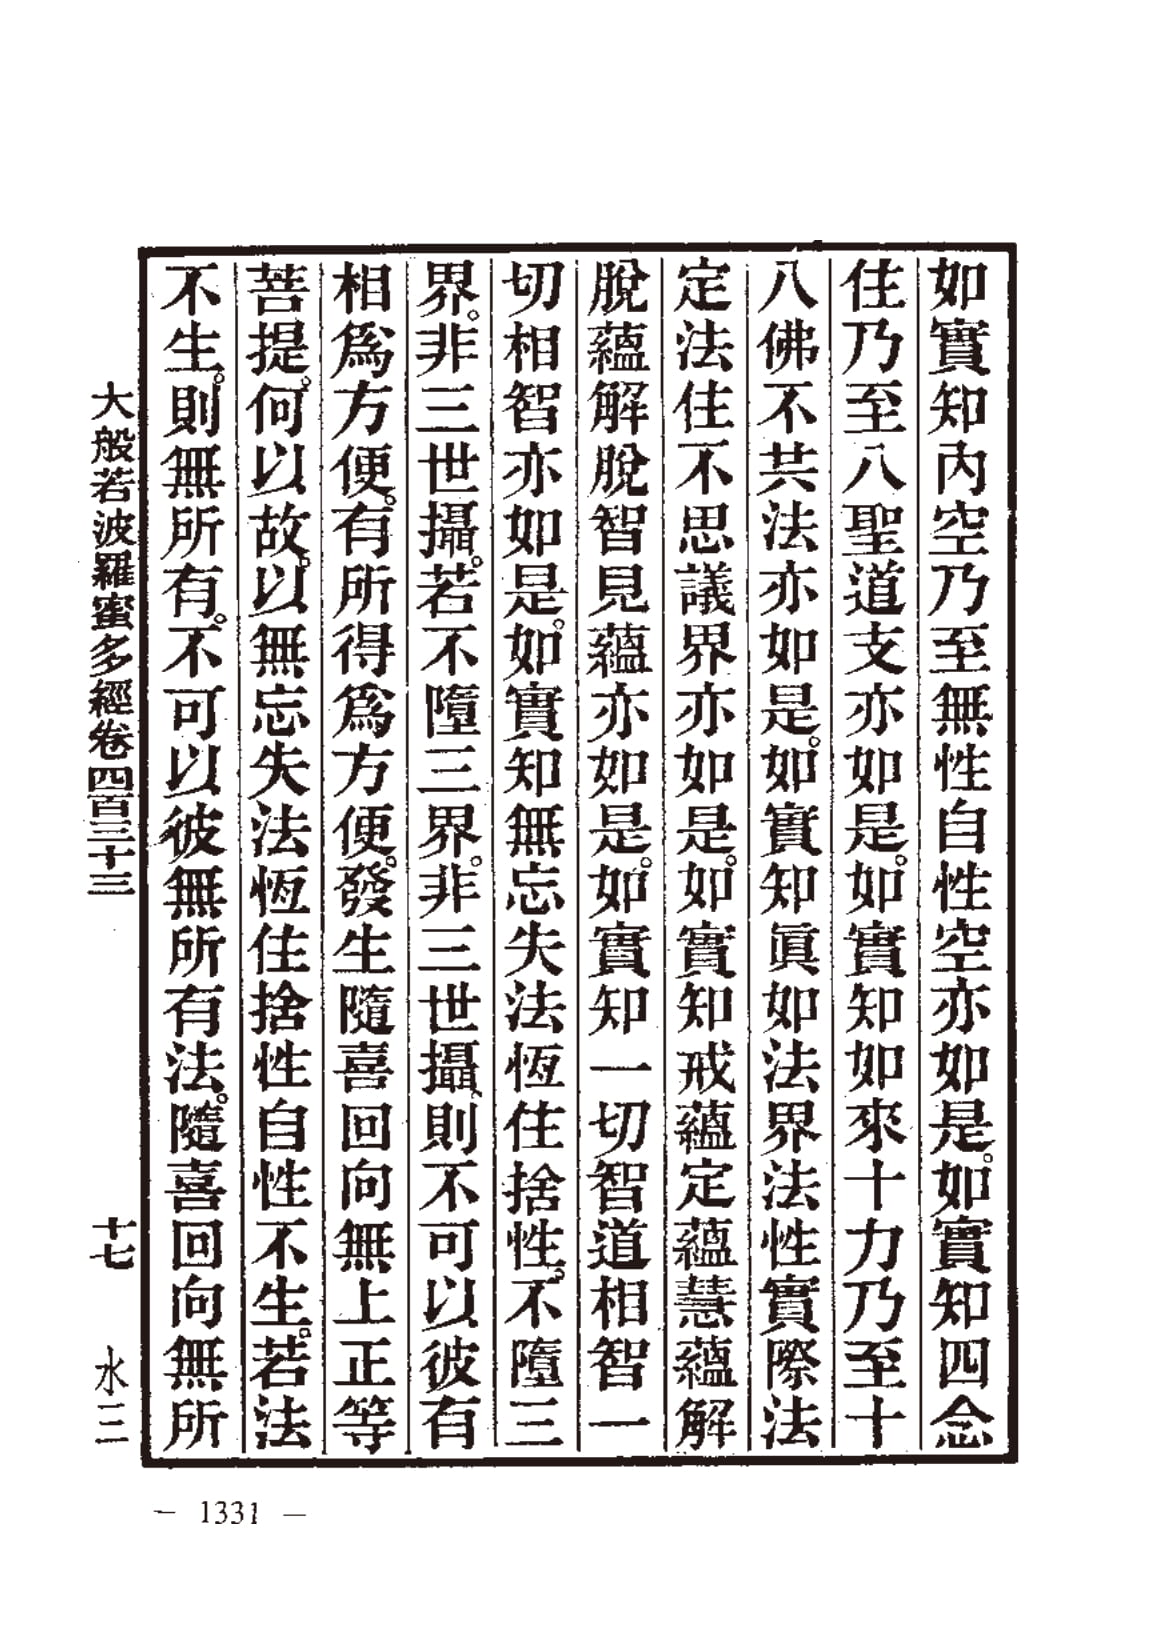 如實知內空乃至無性自性空亦如是。如實知四念
住乃至八聖道支亦如是。如實知如來十力乃至十
八佛不共法亦如是。如實知眞如法界法性實際法
定法住不思議界亦如是。如實知戒蘊定蘊慧蘊解
脫蘊解脫智見蘊亦如是。如實知一切智道相智一
切相智亦如是。如實知無忘失法恆住捨性。不墮三
界。非三世攝。若不墮三界。非三世攝、則不可以彼有
相爲方便。有所得爲方便。發生隨喜回向無上正等
菩提。何以故。以無忘失法恆住捨性自性不生。若法
不生。則無所有。不可以彼無所有法。隨喜回向無所
大般若波羅蜜多經卷四百三十三 十七 水三
— 1331 —